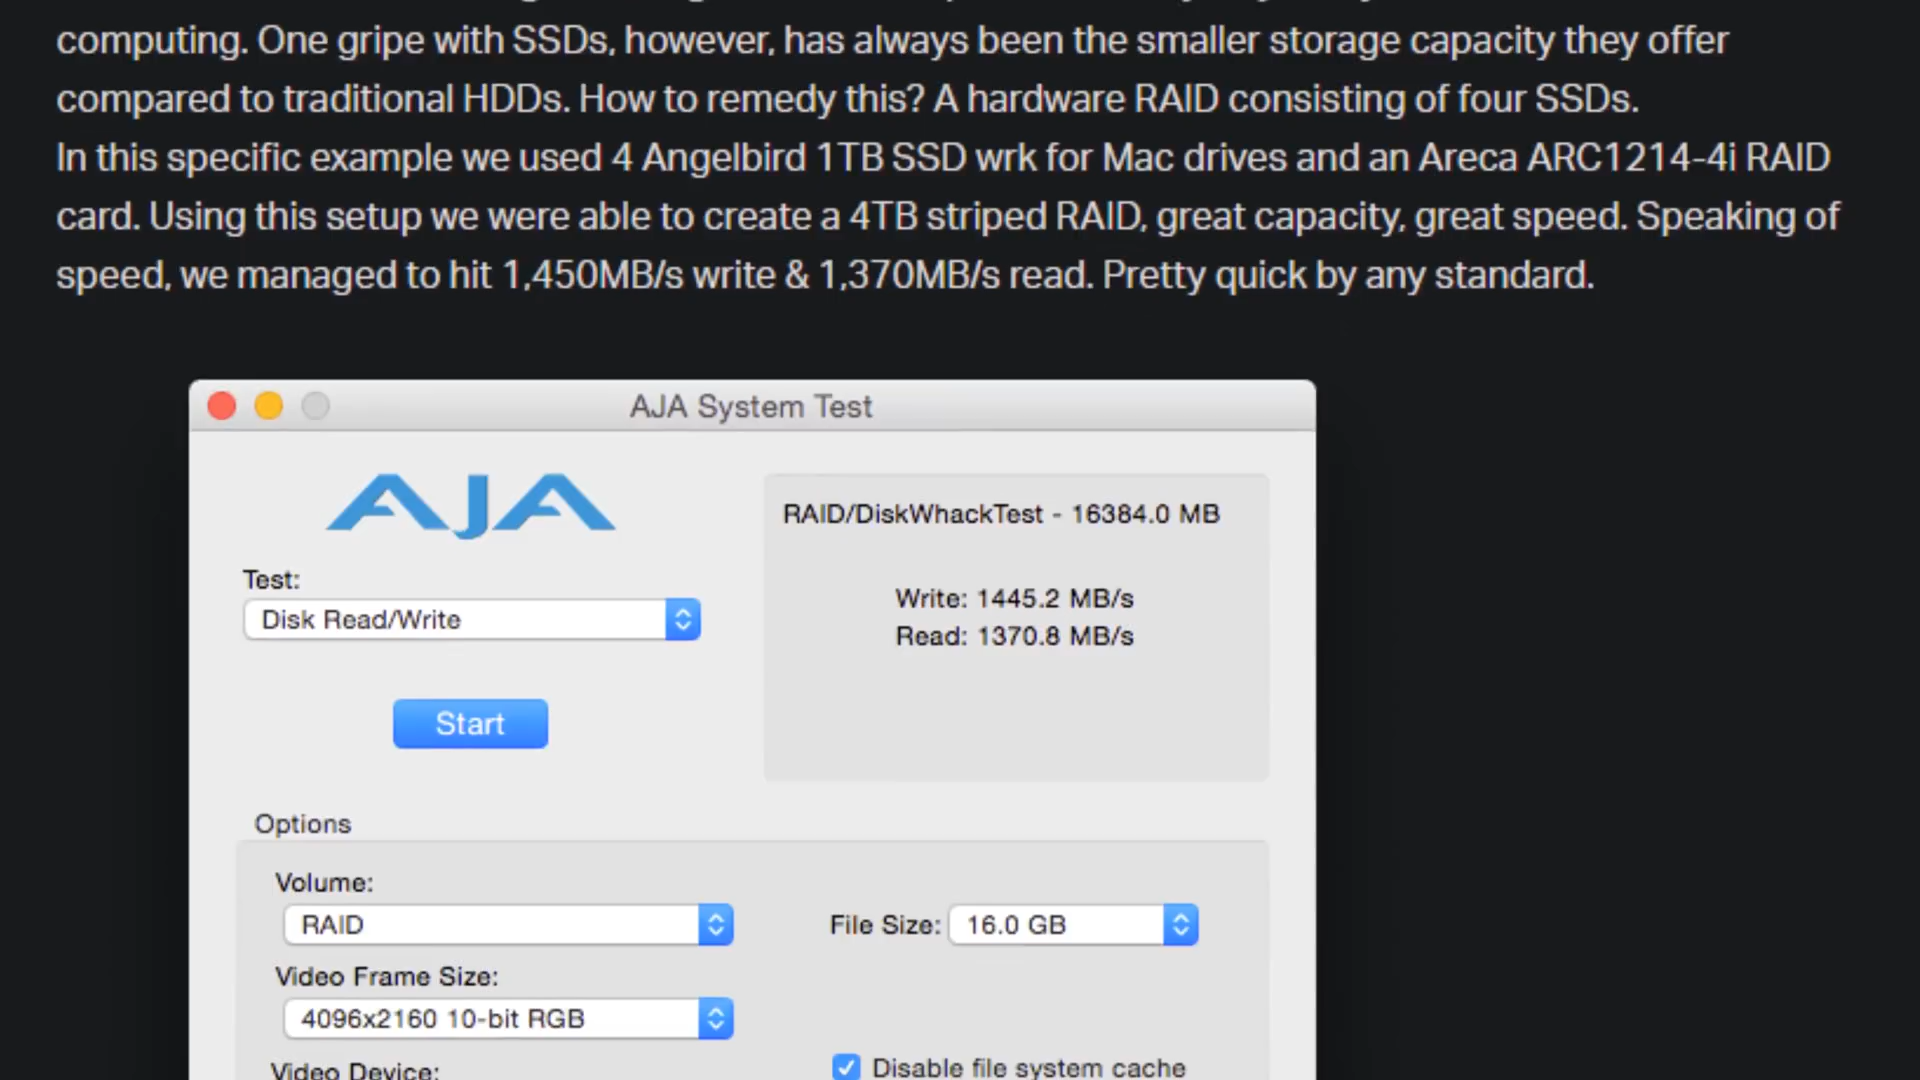 computing. One gripe with SSDs, however, has always been the smaller storage capacity they offer
compared to traditional HDDs. How to remedy this? A hardware RAID consisting of four SSDs.
In this specific example we used 4 Angelbird 1TB SSD wrk for Mac drives and an Areca ARC1214-4i RAID
card. Using this setup we were able to create a 4TB striped RAID, great capacity, great speed. Speaking of
speed, we managed to hit 1,450MB/s write & 1,370MB/s read. Pretty quick by any standard.
AJA System Test
AJA
RAID/DiskWhackTest - 16384.0 MB
Test:
Write: 1445.2 MB/s
Disk Read/Write
Read: 1370.8 MB/s
Start
Options
Volume:
RAID
File Size: 16.0 GB
Video Frame Size:
4096x2160 10-bit RGB
Video Device:
Disable file system cache